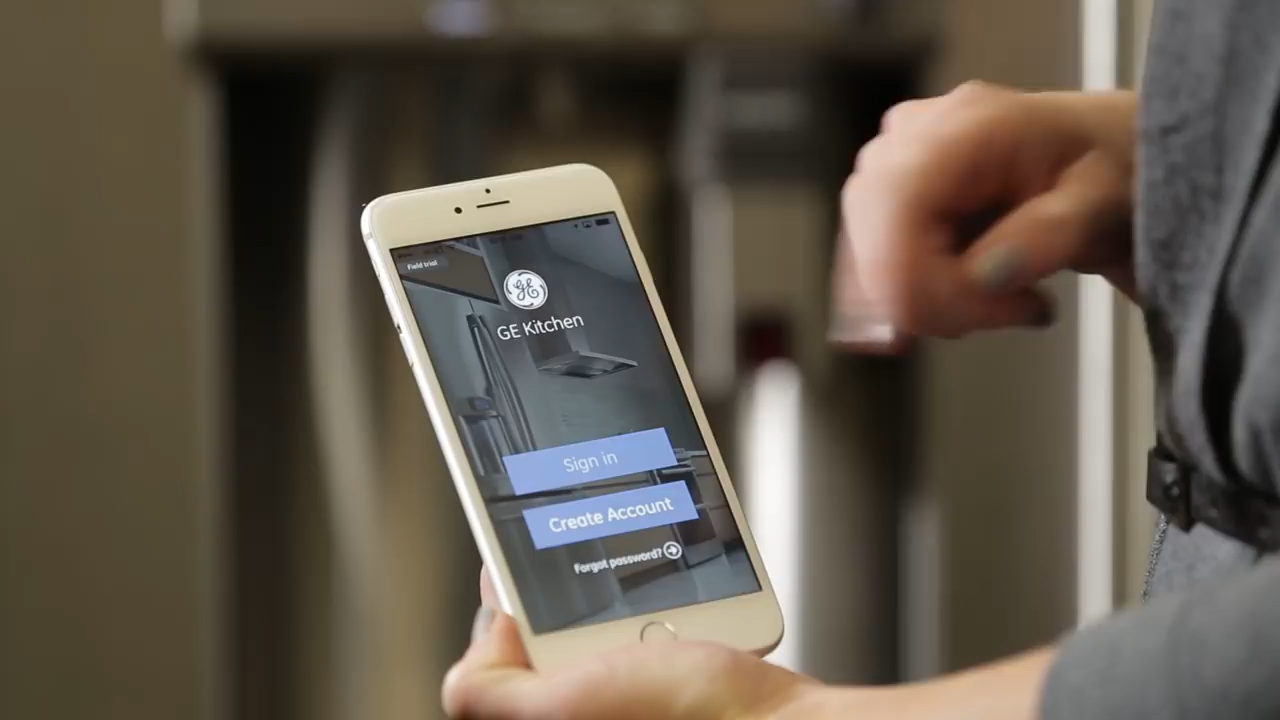 Field trial
GE
GE Kitchen
Sign in
Create Account
Forgot password?